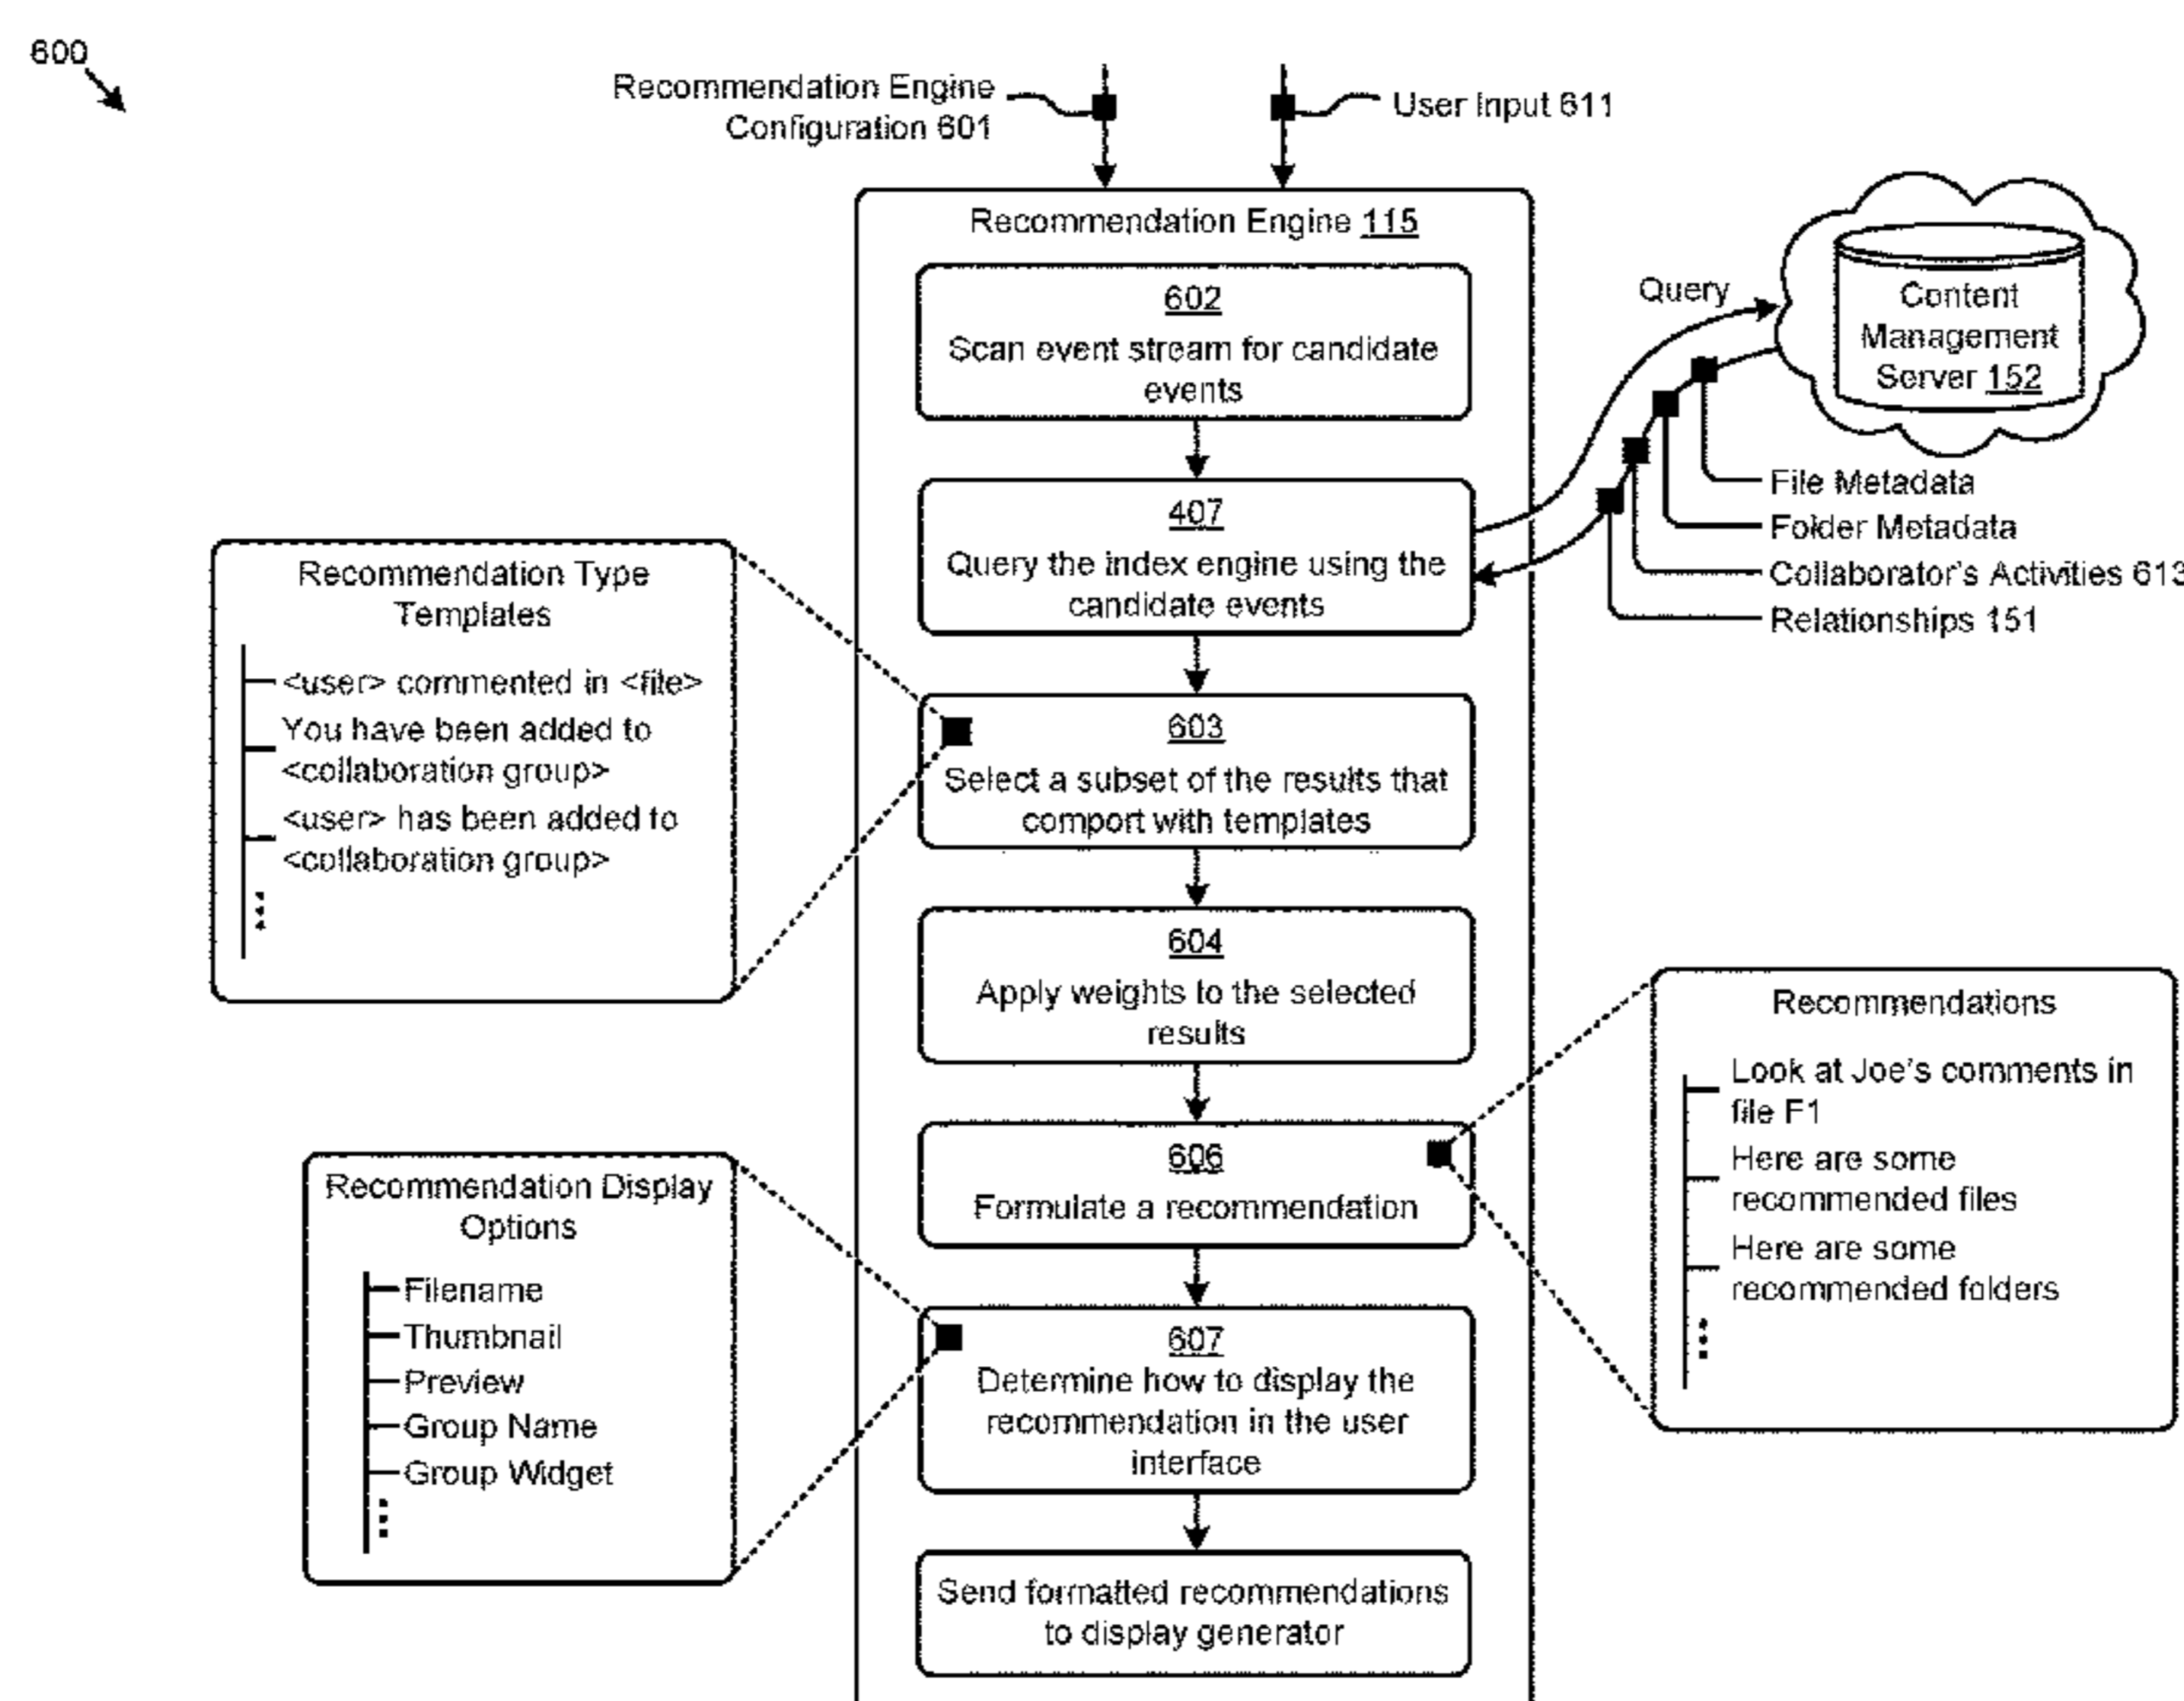 600
Recommendation Engine
Configuration 601
User Input 611
Recommendation Engine 115
602
Scan event stream for candidate
events
Query
Content
Management
Server 152
File Metadata
Folder Metadata
Collaborator's Activities 613
Relationships 151
407
Query the index engine using the
candidate events
Recommendation Type
Templates
<user> commented in <file>
You have been added to
<collaboration group>
<user> has been added to
<collaboration group>
603
Select a subset of the results that
comport with templates
604
Apply weights to the selected
results
606
Formulate a recommendation
Recommendations
Look at Joe's comments in
file F1
Here are some
recommended files
Here are some
recommended folders
Recommendation Display
Options
Filename
Thumbnail
Preview
Group Name
Group Widget
607
Determine how to display the
recommendation in the user
interface
Send formatted recommendations
to display generator